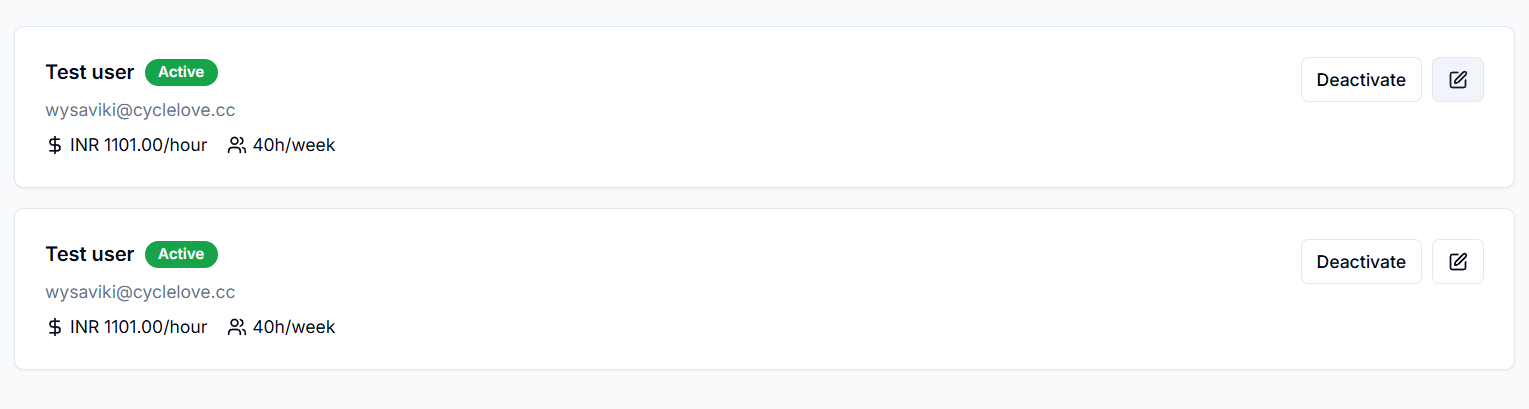 Test user Active
Deactivate
wysaviki@cyclelove.cc
$ INR 1101.00/hour 40h/week
Test user Active
Deactivate
wysaviki@cyclelove.cc
$ INR 1101.00/hour 40h/week